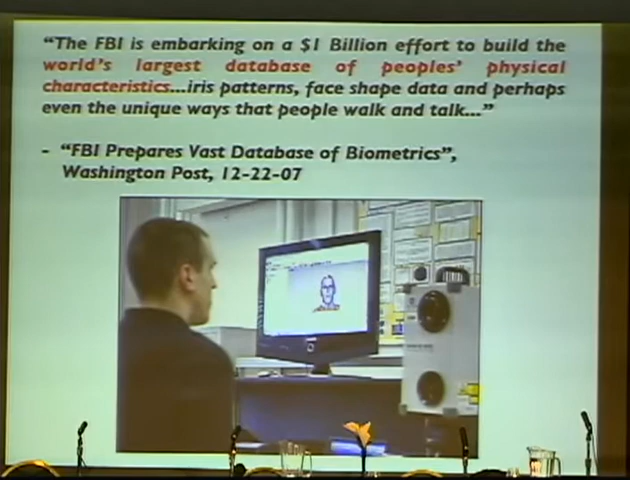 “The FBI is embarking on a $1 Billion effort to build the
world's largest database of peoples' physical
characteristics...iris patterns, face shape data and perhaps
even the unique ways that people walk and talk...”
- “FBI Prepares Vast Database of Biometrics”,
Washington Post, 12-22-07